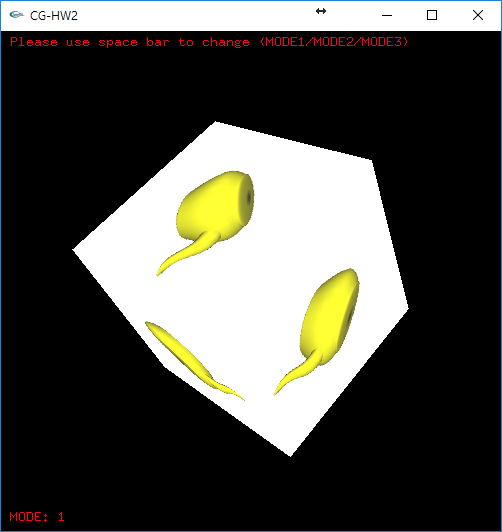 CG-HW2
Please use space bar to change (MODE1/MODE2/MODE3)
MODE: 1